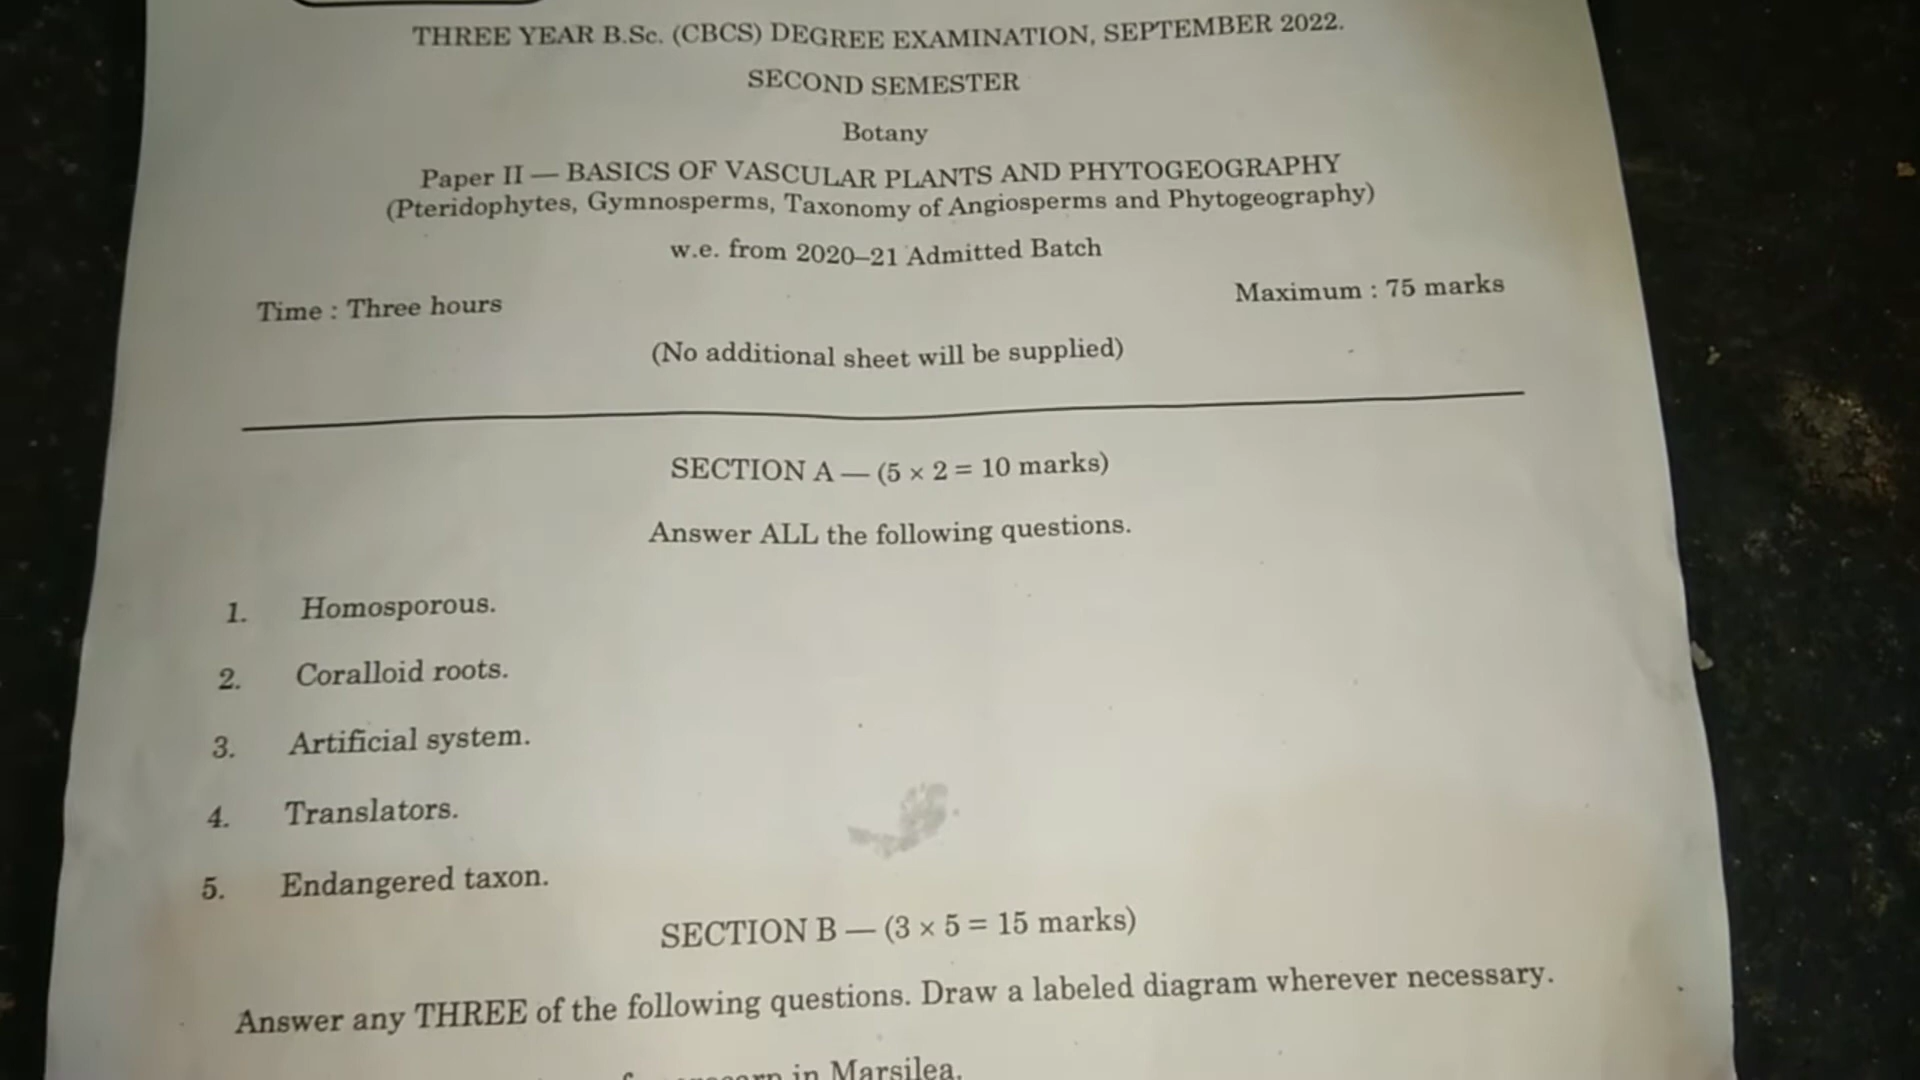 THREE YEAR B.Sc. (CBCS) DEGREE EXAMINATION, SEPTEMBER 2022.
SECOND SEMESTER
Botany
Paper II — BASICS OF VASCULAR PLANTS AND PHYTOGEOGRAPHY
(Pteridophytes, Gymnosperms, Taxonomy of Angiosperms and Phytogeography)
w.e. from 2020–21 Admitted Batch
Time : Three hours Maximum : 75 marks
(No additional sheet will be supplied)
SECTION A — (5 × 2 = 10 marks)
Answer ALL the following questions.
1. Homosporous.
2. Coralloid roots.
3. Artificial system.
4. Translators.
5. Endangered taxon.
SECTION B — (3 × 5 = 15 marks)
Answer any THREE of the following questions. Draw a labeled diagram wherever necessary.
in Marsilea.